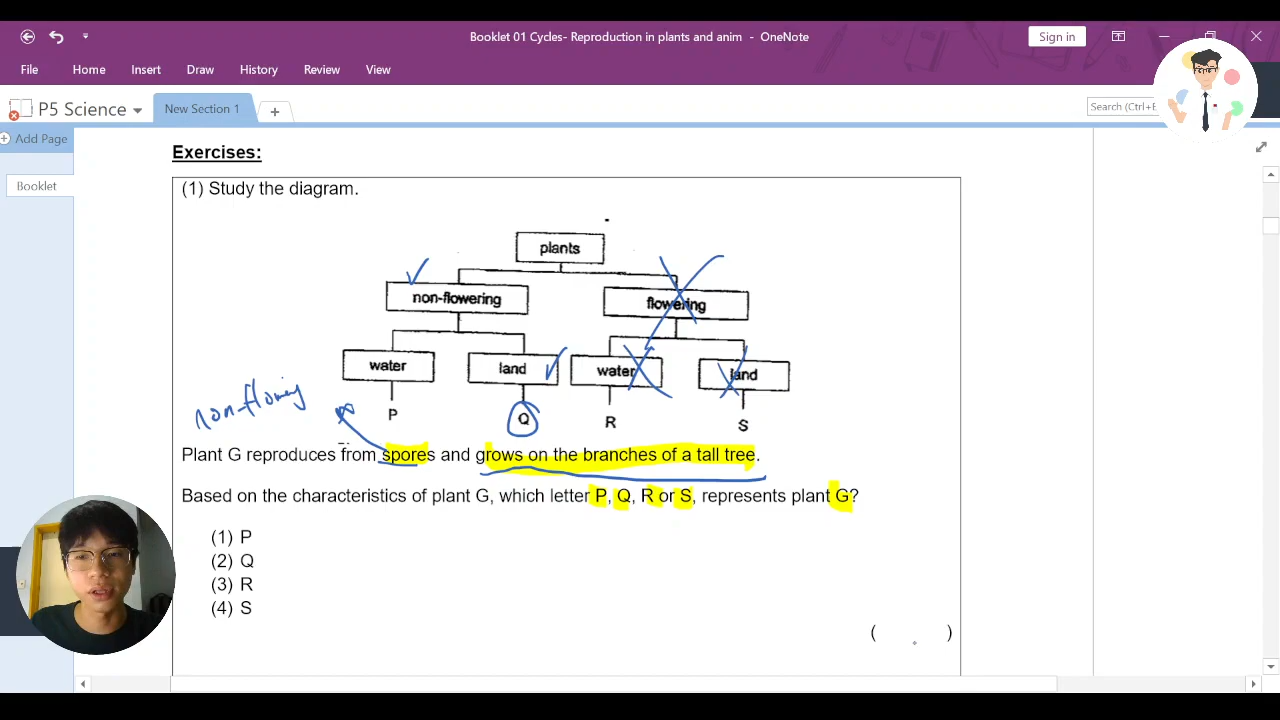 Booklet 01 Cycles- Reproduction in plants and anim - OneNote
Sign in
File Home Insert Draw History Review View
P5 Science
New Section 1
+
Search (Ctrl+E
Add Page
Booklet
Exercises:
(1) Study the diagram.
plants
non-flowering
flowering
water
land
water
land
P
Q
R
S
non-flowing
Plant G reproduces from spores and grows on the branches of a tall tree.
Based on the characteristics of plant G, which letter P, Q, R or S, represents plant G?
(1) P
(2) Q
(3) R
(4) S
( )